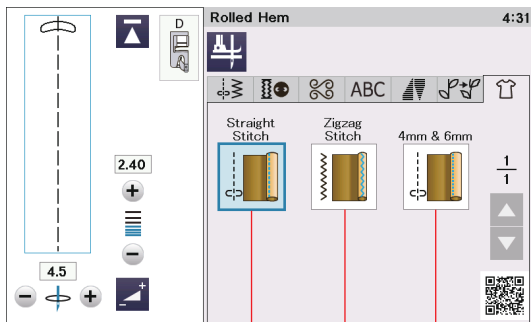 Rolled Hem 4:31
D
ABC
2.40
4.5
Straight
Stitch
Zigzag
Stitch
4mm & 6mm
1
1